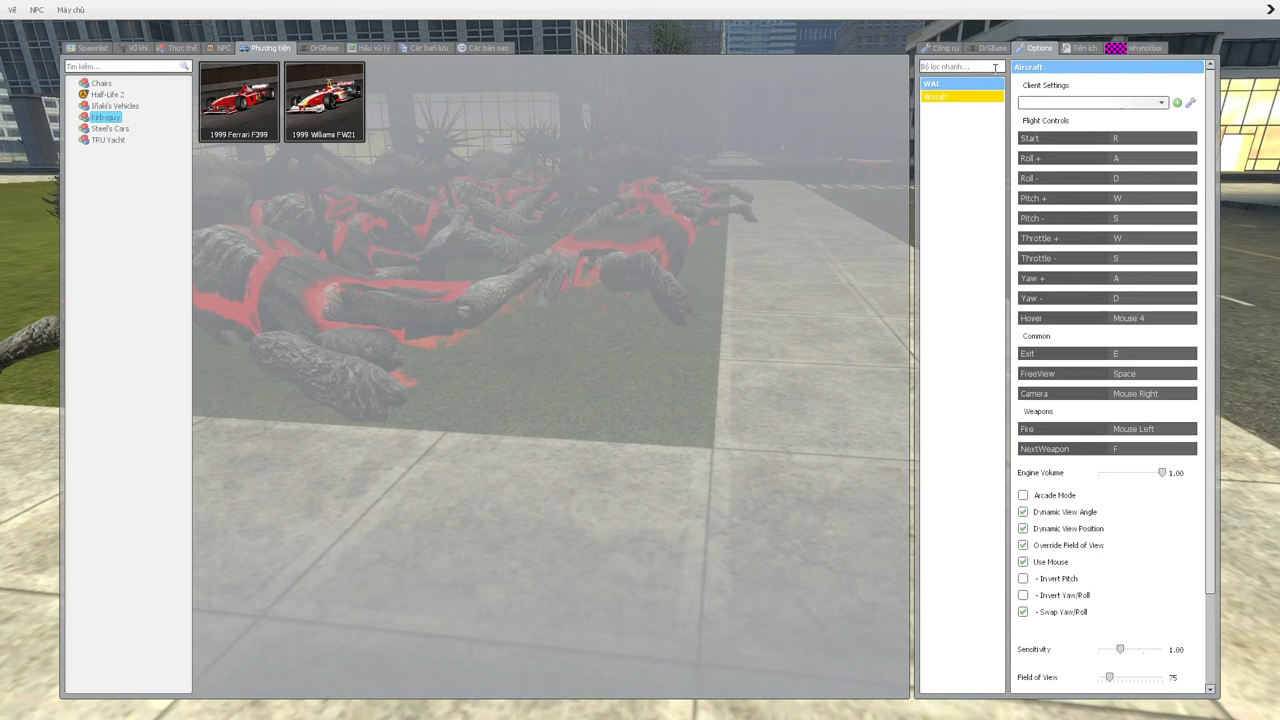 Vẽ NPC Máy chủ
Spawnlist Vũ khí Thực thể NPC Phương tiện DrGBase Hậu xử lý Các bản lưu Các bản sao
Tìm kiếm...
Chairs
Half-Life 2
Iñaki's Vehicles
Kirbyguy
Steel's Cars
TRU Yacht
1999 Ferrari F399
1999 Williams FW21
Công cụ DrGBase Options Tiện ích whynotboi
Bộ lọc nhanh...
WAC
Aircraft
Aircraft
Client Settings
Flight Controls
Start R
Roll + A
Roll - D
Pitch + W
Pitch - S
Throttle + W
Throttle - S
Yaw + A
Yaw - D
Hover Mouse 4
Common
Exit E
FreeView Space
Camera Mouse Right
Weapons
Fire Mouse Left
NextWeapon F
Engine Volume 1.00
Arcade Mode
Dynamic View Angle
Dynamic View Position
Override Field of View
Use Mouse
- Invert Pitch
- Invert Yaw/Roll
- Swap Yaw/Roll
Sensitivity 1.00
Field of View 75